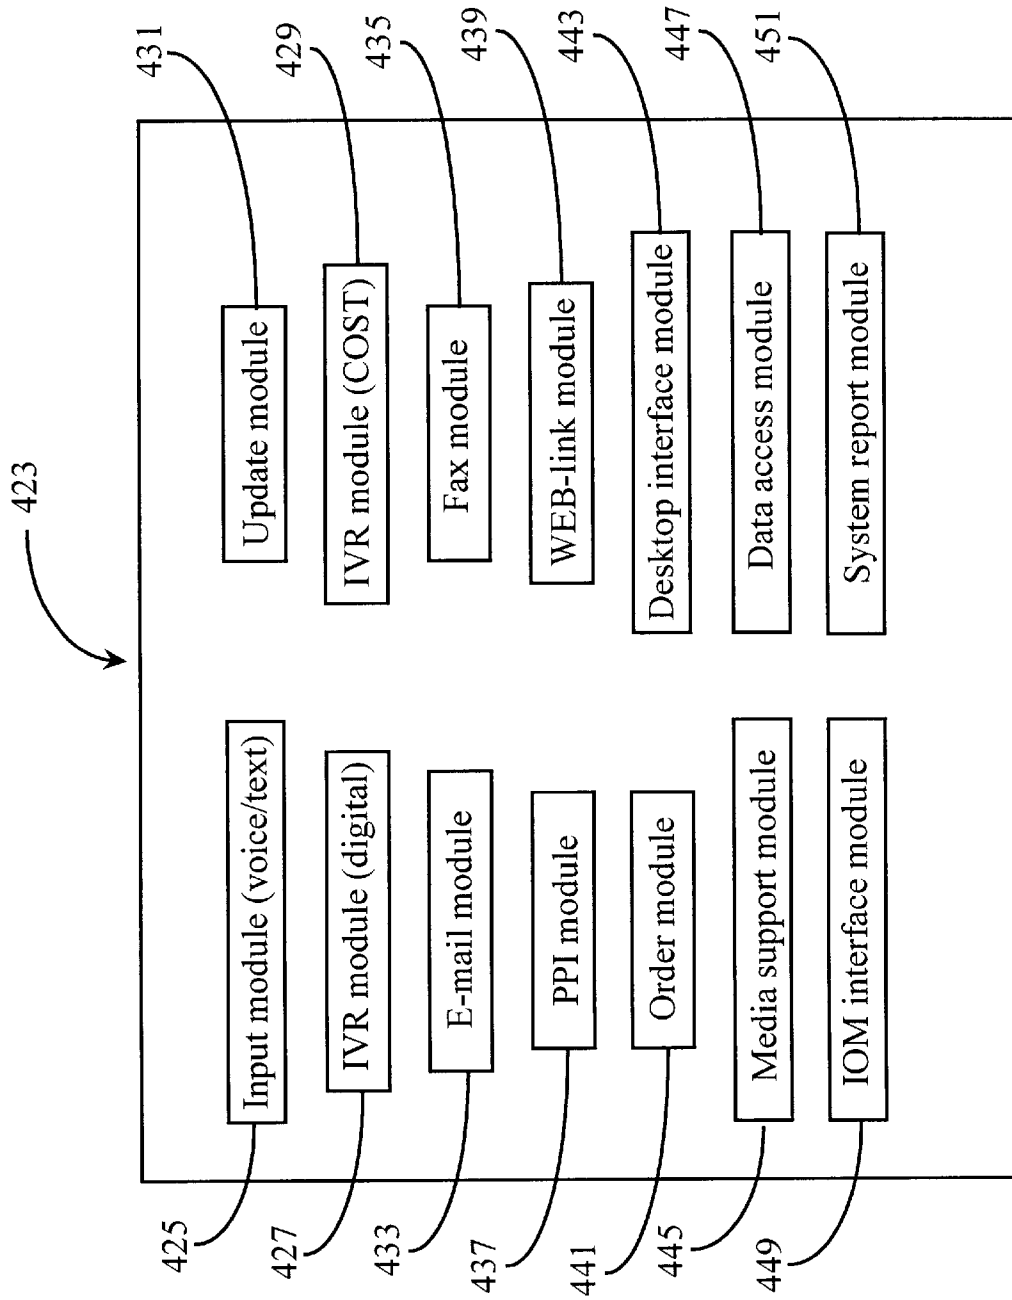 423
425
Input module (voice/text)
Update module
431
427
IVR module (digital)
IVR module (COST)
429
433
E-mail module
Fax module
435
437
PPI module
WEB-link module
439
441
Order module
Desktop interface module
443
445
Media support module
Data access module
447
449
IOM interface module
System report module
451